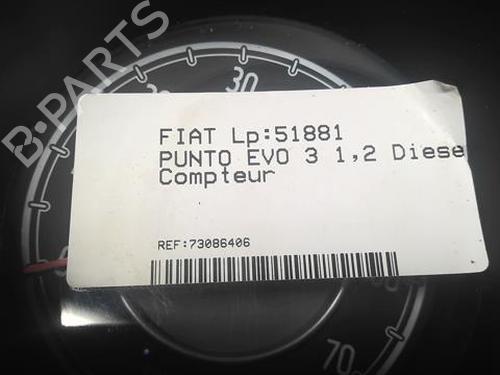 B-PARTS
30
FIAT Lp:51881
PUNTO EVO 3 1,2 Diese
Compteur
REF:73086406
70